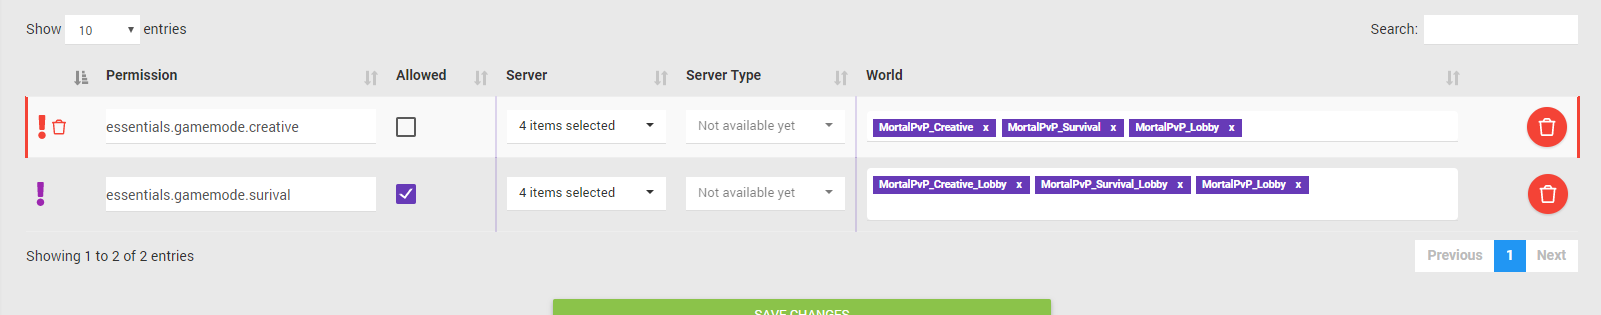 Show 10 entries Search:
Permission Allowed Server Server Type World
essentials.gamemode.creative 4 items selected Not available yet MortalPvP_Creative x MortalPvP_Survival x MortalPvP_Lobby x
essentials.gamemode.surival 4 items selected Not available yet MortalPvP_Creative_Lobby x MortalPvP_Survival_Lobby x MortalPvP_Lobby x
Showing 1 to 2 of 2 entries Previous 1 Next
SAVE CHANGES